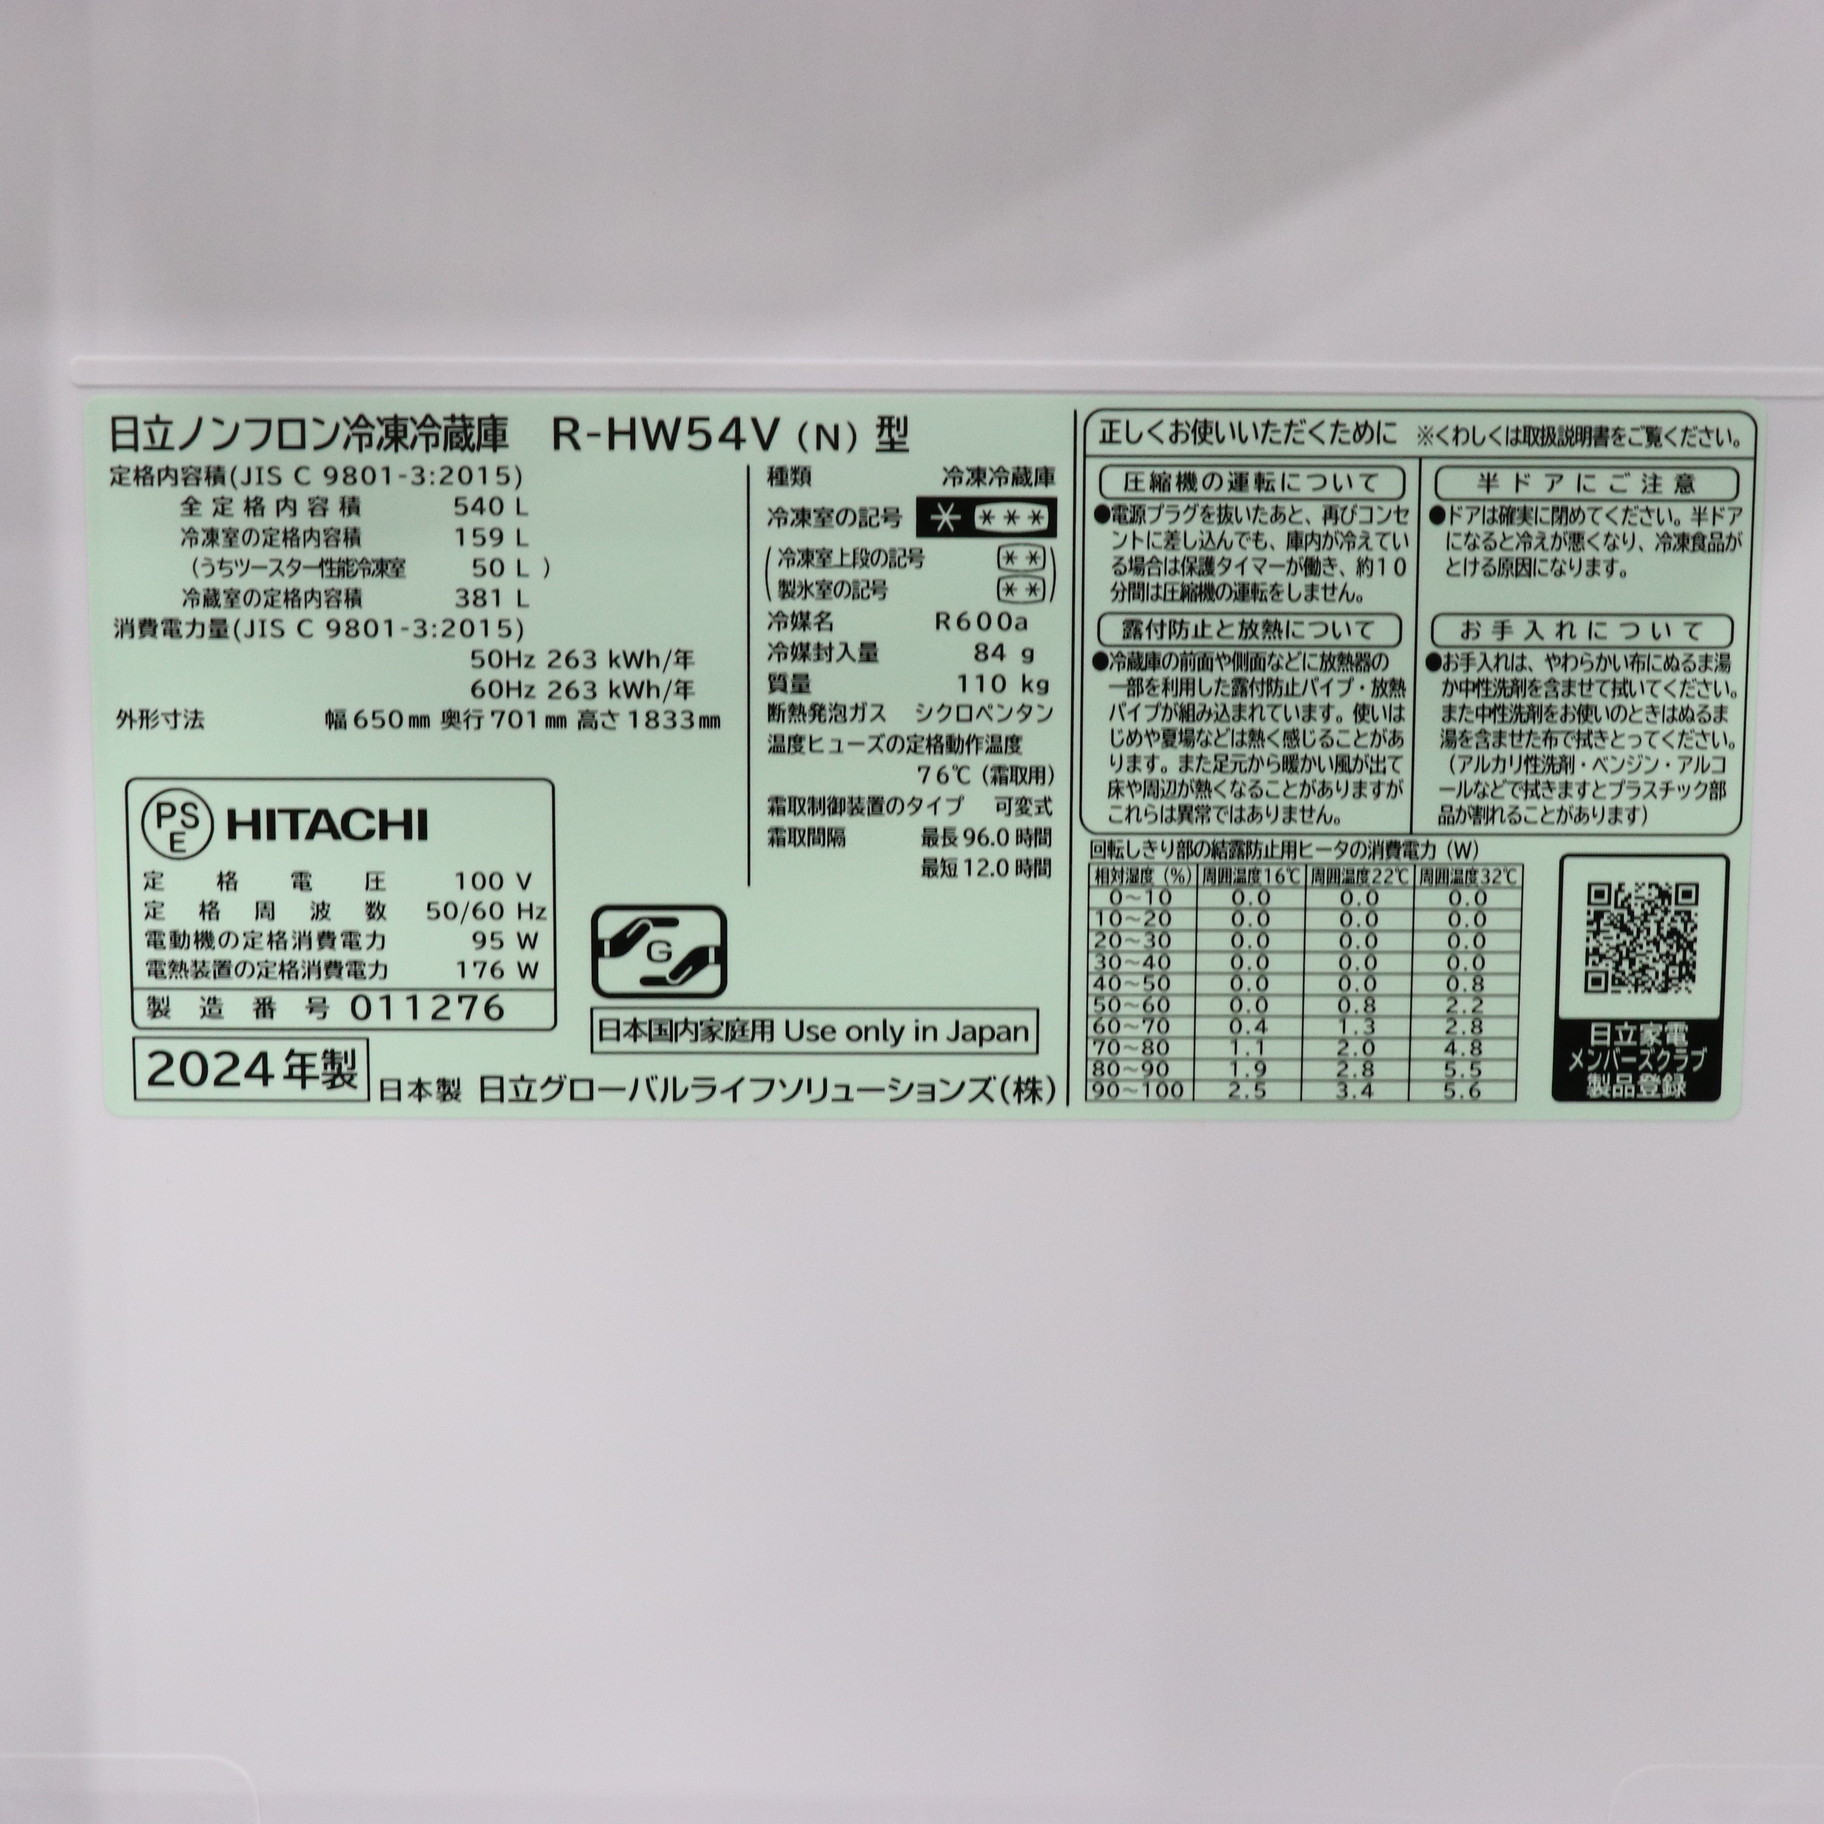 日立ノンフロン冷凍冷蔵庫 R-HW54V (N) 型
定格内容積(JIS C 9801-3:2015)
全定格内容積 540 L
冷凍室の定格内容積 159 L
(うちツースター性能冷凍室 50 L )
冷蔵室の定格内容積 381 L
消費電力量(JIS C 9801-3:2015)
50Hz 263 kWh/年
60Hz 263 kWh/年
外形寸法 幅650mm 奥行701mm 高さ1833mm
PS
E
HITACHI
定格電圧 100 V
定格周波数 50/60 Hz
電動機の定格消費電力 95 W
電熱装置の定格消費電力 176 W
製造番号 011276
2024年製
日本製 日立グローバルライフソリューションズ(株)
種類 冷凍冷蔵庫
冷凍室の記号 * ***
(冷凍室上段の記号 **)
(製氷室の記号 **)
冷媒名 R600a
冷媒封入量 84 g
質量 110 kg
断熱発泡ガス シクロペンタン
温度ヒューズの定格動作温度
76℃(霜取用)
霜取制御装置のタイプ 可変式
霜取間隔 最長96.0時間
最短12.0時間
G
日本国内家庭用 Use only in Japan
正しくお使いいただくために ※くわしくは取扱説明書をご覧ください。
圧縮機の運転について
●電源プラグを抜いたあと、再びコンセ
ントに差し込んでも、庫内が冷えてい
る場合は保護タイマーが働き、約10
分間は圧縮機の運転をしません。
露付防止と放熱について
●冷蔵庫の前面や側面などに放熱器の
一部を利用した露付防止パイプ・放熱
パイプが組み込まれています。使いは
じめや夏場などは熱く感じることがあ
ります。また足元から暖かい風が出て
床や周辺が熱くなることがありますが
これらは異常ではありません。
半ドアにご注意
●ドアは確実に閉めてください。半ドア
になると冷えが悪くなり、冷凍食品が
とける原因になります。
お手入れについて
●お手入れは、やわらかい布にぬるま湯
か中性洗剤を含ませて拭いてください。
また中性洗剤をお使いのときはぬるま
湯を含ませた布で拭きとってください。
(アルカリ性洗剤・ベンジン・アルコ
ールなどで拭きますとプラスチック部
品が割れることがあります)
回転しきり部の結露防止用ヒータの消費電力(W)
相対湿度(%) 周囲温度16℃ 周囲温度22℃ 周囲温度32℃
0~10 0.0 0.0 0.0
10~20 0.0 0.0 0.0
20~30 0.0 0.0 0.0
30~40 0.0 0.0 0.0
40~50 0.0 0.0 0.8
50~60 0.0 0.8 2.2
60~70 0.4 1.3 2.8
70~80 1.1 2.0 4.8
80~90 1.9 2.8 5.5
90~100 2.5 3.4 5.6
日立家電
メンバーズクラブ
製品登録